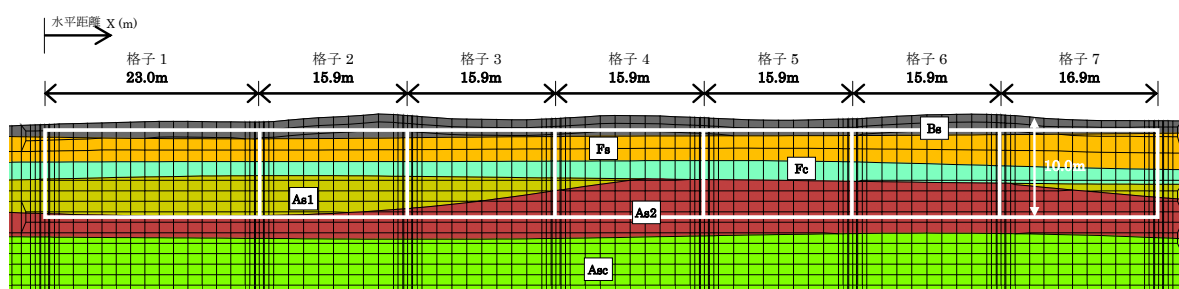 水平距離 X (m)
格子 1
23.0m
格子 2
15.9m
格子 3
15.9m
格子 4
15.9m
格子 5
15.9m
格子 6
15.9m
格子 7
16.9m
Bs
Fs
Fc
10.0m
As1
As2
Asc